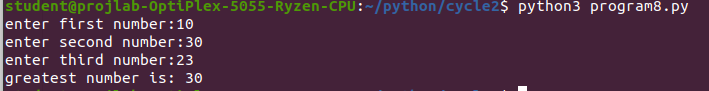 student@projlab-OptiPlex-5055-Ryzen-CPU:~/python/cycle2$ python3 program8.py
enter first number:10
enter second number:30
enter third number:23
greatest number is: 30